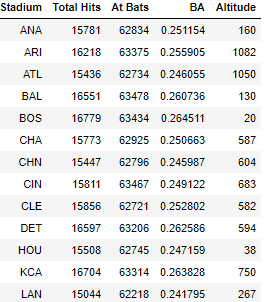 Stadium Total Hits At Bats BA Altitude
ANA 15781 62834 0.251154 160
ARI 16218 63375 0.255905 1082
ATL 15436 62734 0.246055 1050
BAL 16551 63478 0.260736 130
BOS 16779 63434 0.264511 20
CHA 15773 62925 0.250663 587
CHN 15447 62796 0.245987 604
CIN 15811 63467 0.249122 683
CLE 15856 62721 0.252802 582
DET 16597 63206 0.262586 594
HOU 15508 62745 0.247159 38
KCA 16704 63314 0.263828 750
LAN 15044 62218 0.241795 267